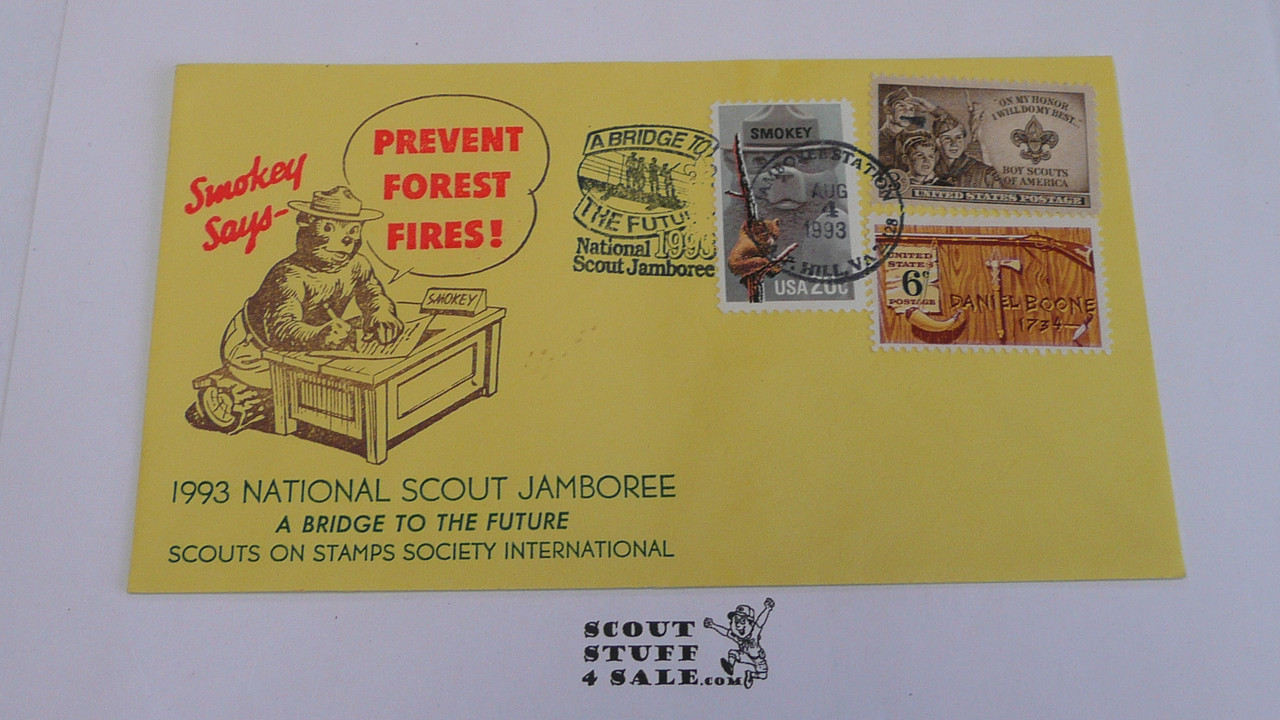 Smokey
Says-
PREVENT
FOREST
FIRES!
SMOKEY
1993 NATIONAL SCOUT JAMBOREE
A BRIDGE TO THE FUTURE
SCOUTS ON STAMPS SOCIETY INTERNATIONAL
A BRIDGE TO
THE FUTU
National 1993
Scout Jamboree
SMOKEY
USA 20c
JAMBOREE STATION
AUG
4
1993
HILL, VA
"ON MY HONOR
I WILL DO MY BEST..."
BOY SCOUTS
OF AMERICA
UNITED STATES POSTAGE
UNITED
STATES
6c
POSTAGE
DANIEL BOONE
1734
SCOUT
STUFF
4 SALE.COM